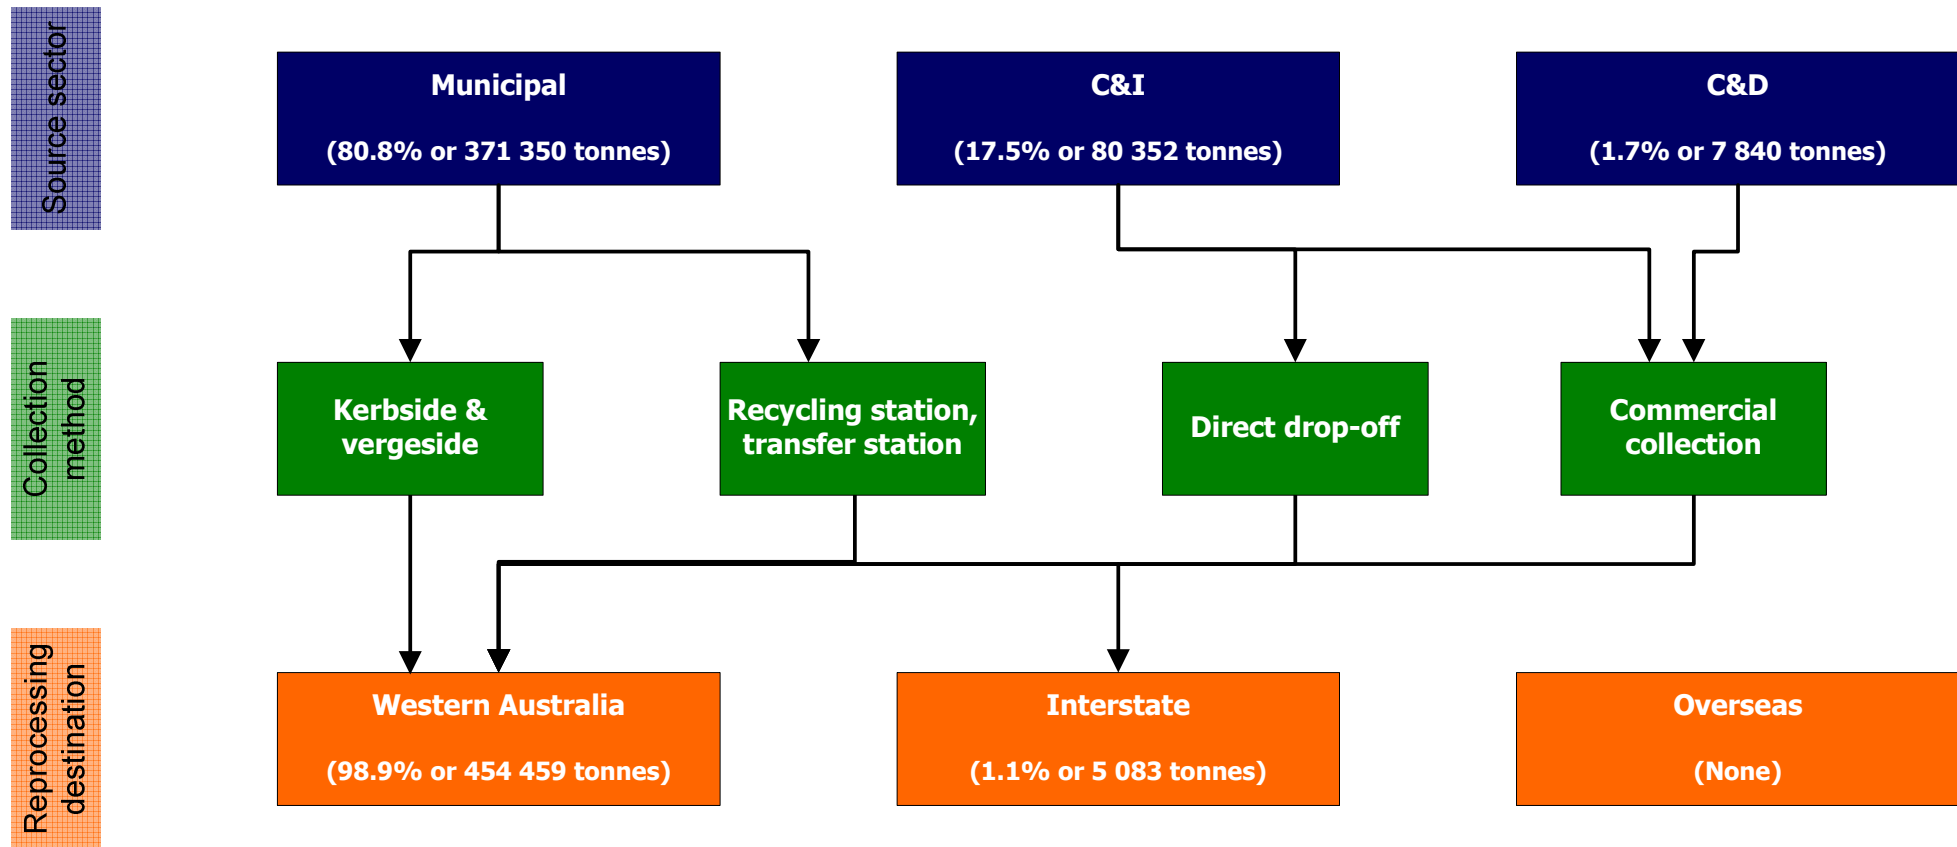 Source sector
Municipal
(80.8% or 371 350 tonnes)
C&I
(17.5% or 80 352 tonnes)
C&D
(1.7% or 7 840 tonnes)
Collection
method
Kerbside &
vergeside
Recycling station,
transfer station
Direct drop-off
Commercial
collection
Reprocessing
destination
Western Australia
(98.9% or 454 459 tonnes)
Interstate
(1.1% or 5 083 tonnes)
Overseas
(None)